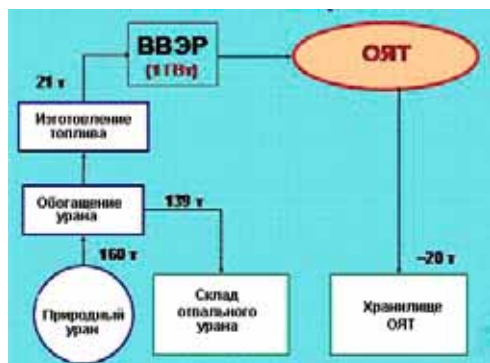 ВВЭР
(1 ГВт)
ОЯТ
21 т
Изготовление
топлива
Обогащение
урана
139 т
160 т
Природный
уран
Склад
отвального
урана
~20 т
Хранилище
ОЯТ